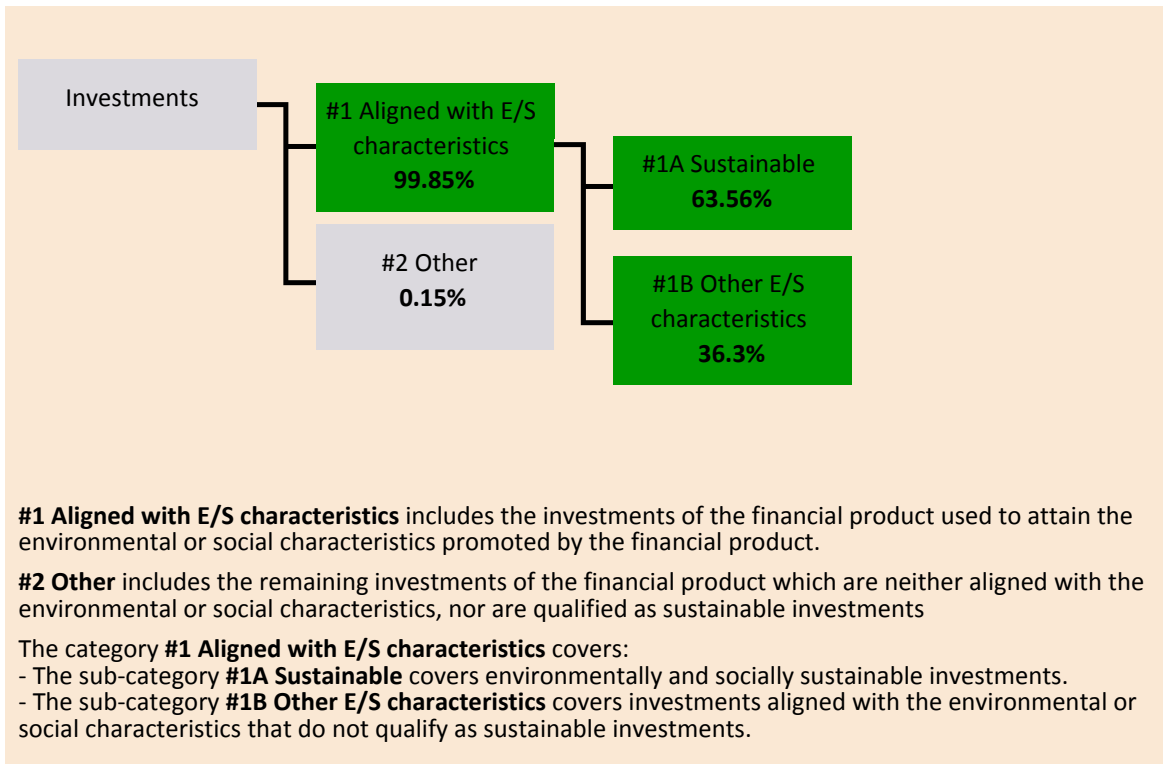 Investments
#1 Aligned with E/S
characteristics
99.85%
#2 Other
0.15%
#1A Sustainable
63.56%
#1B Other E/S
characteristics
36.3%
#1 Aligned with E/S characteristics includes the investments of the financial product used to attain the
environmental or social characteristics promoted by the financial product.
#2 Other includes the remaining investments of the financial product which are neither aligned with the
environmental or social characteristics, nor are qualified as sustainable investments
The category #1 Aligned with E/S characteristics covers:
- The sub-category #1A Sustainable covers environmentally and socially sustainable investments.
- The sub-category #1B Other E/S characteristics covers investments aligned with the environmental or
social characteristics that do not qualify as sustainable investments.